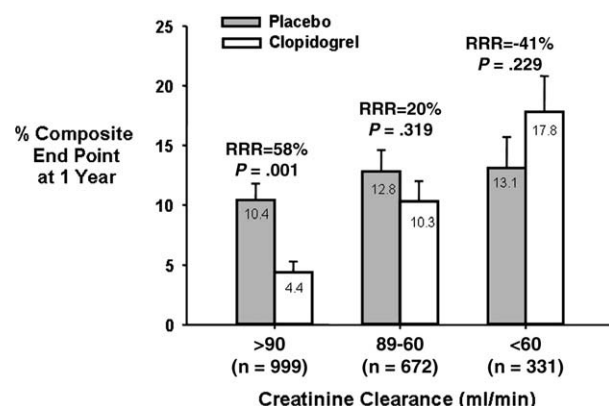 Placebo
Clopidogrel
RRR=-41%
P = .229
% Composite
End Point
at 1 Year
RRR=58%
P = .001
RRR=20%
P = .319
25
20
15
10
5
0
10.4
4.4
12.8
10.3
13.1
17.8
>90
(n = 999)
89-60
(n = 672)
<60
(n = 331)
Creatinine Clearance (ml/min)